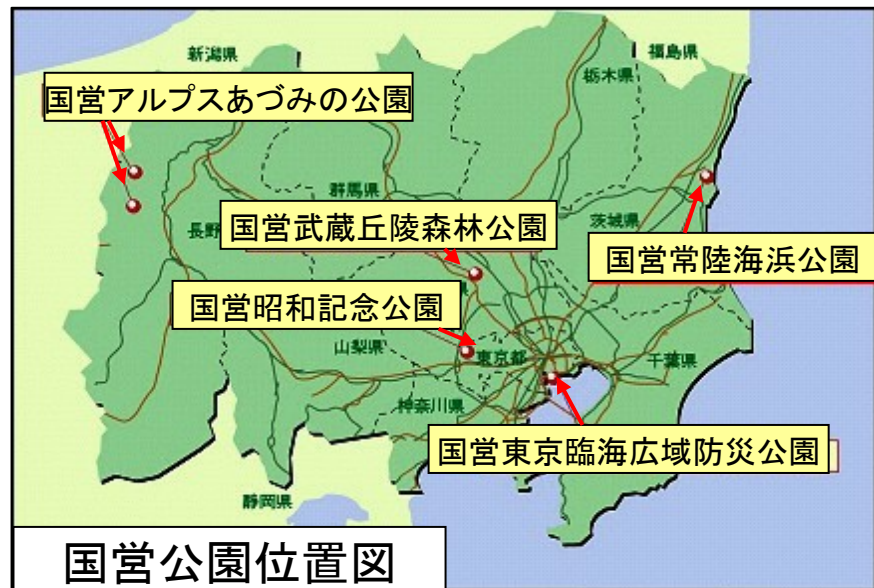 新潟県
福島県
栃木県
国営アルプスあづみの公園
群馬県
長野
国営武蔵丘陵森林公園
茨城県
国営常陸海浜公園
県
国営昭和記念公園
山梨県
東京都
千葉県
神奈川県
国営東京臨海広域防災公園
静岡県
国営公園位置図